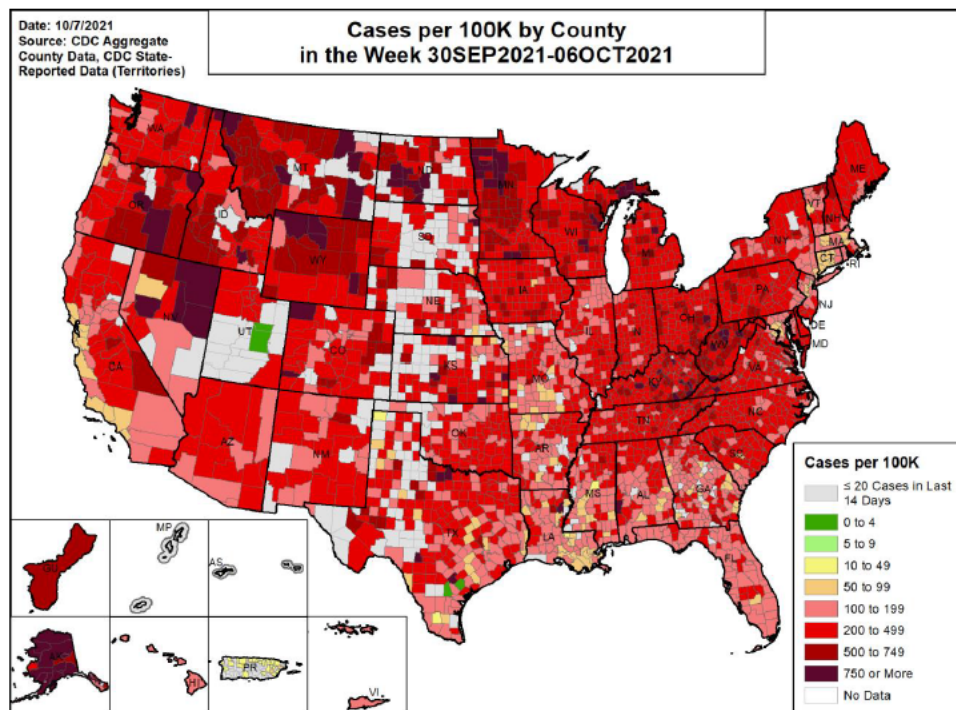 Date: 10/7/2021
Source: CDC Aggregate
County Data, CDC State-
Reported Data (Territories)
Cases per 100K by County
in the Week 30SEP2021-06OCT2021
WA
MT
ME
OR
ID
MN
VT
NH
WI
NY
MA
SD
WY
MI
CT
RI
IA
PA
NJ
NE
NV
UT
IL
IN
OH
DE
MD
CO
WV
CA
KS
MO
KY
VA
TN
NC
AZ
NM
OK
AR
SC
MS
AL
GA
TX
LA
FL
MP
AS
GU
AK
HI
PR
VI
Cases per 100K
≤ 20 Cases in Last
14 Days
0 to 4
5 to 9
10 to 49
50 to 99
100 to 199
200 to 499
500 to 749
750 or More
No Data